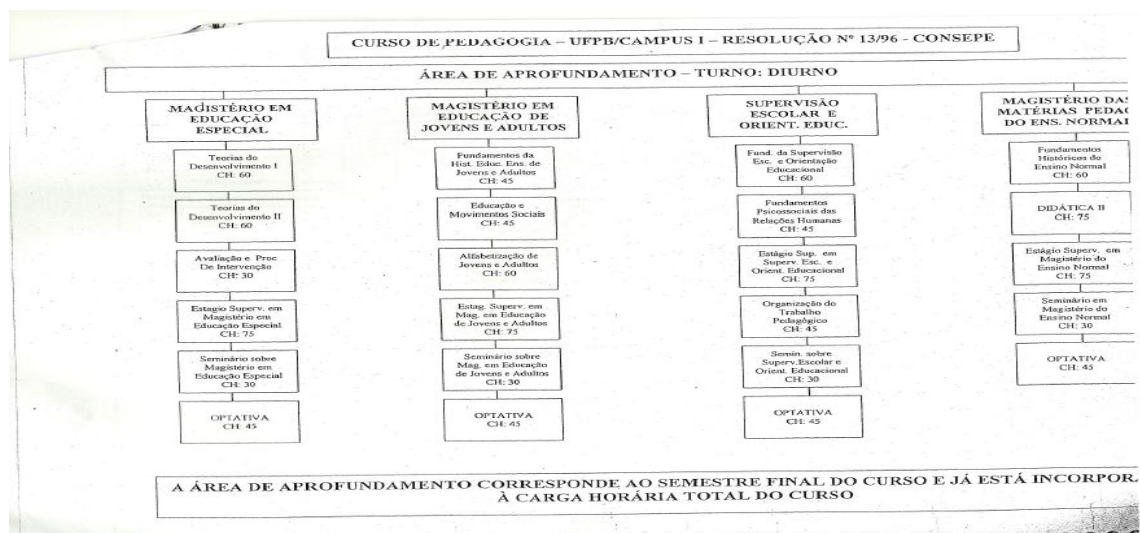 CURSO DE PEDAGOGIA – UFPB/CAMPUS I – RESOLUÇÃO Nº 13/96 - CONSEPE
ÁREA DE APROFUNDAMENTO – TURNO: DIURNO
MAGISTÉRIO EM
EDUCAÇÃO
ESPECIAL
Teorias do
Desenvolvimento I
CH: 60
Teorias do
Desenvolvimento II
CH: 60
Avaliação e Proc
De Intervenção
CH: 30
Estagio Superv. em
Magistério em
Educação Especial
CH: 75
Seminário sobre
Magistério em
Educação Especial
CH: 30
OPTATIVA
CH: 45
MAGISTÉRIO EM
EDUCAÇÃO DE
JOVENS E ADULTOS
Fundamentos da
Hist. Educ. Ens. de
Jovens e Adultos
CH: 45
Educação e
Movimentos Sociais
CH: 45
Alfabetização de
Jovens e Adultos
CH: 60
Estag. Superv. em
Mag. em Educação
de Jovens e Adultos
CH: 75
Seminário sobre
Mag. em Educação
de Jovens e Adultos
CH: 30
OPTATIVA
CH: 45
SUPERVISÃO
ESCOLAR E
ORIENT. EDUC.
Fund. da Supervisão
Esc. e Orientação
Educacional
CH: 60
Fundamentos
Psicossociais das
Relações Humanas
CH: 45
Estágio Sup. em
Superv. Esc. e
Orient. Educacional
CH: 75
Organização do
Trabalho
Pedagógico
CH: 45
Semin. sobre
Superv.Escolar e
Orient. Educacional
CH: 30
OPTATIVA
CH: 45
MAGISTÉRIO DAS
MATÉRIAS PEDAG
DO ENS. NORMAL
Fundamentos
Históricos do
Ensino Normal
CH: 60
DIDÁTICA II
CH: 75
Estágio Superv. em
Magistério do
Ensino Normal
CH: 75
Seminário em
Magistério do
Ensino Normal
CH: 30
OPTATIVA
CH: 45
A ÁREA DE APROFUNDAMENTO CORRESPONDE AO SEMESTRE FINAL DO CURSO E JÁ ESTÁ INCORPOR
À CARGA HORÁRIA TOTAL DO CURSO